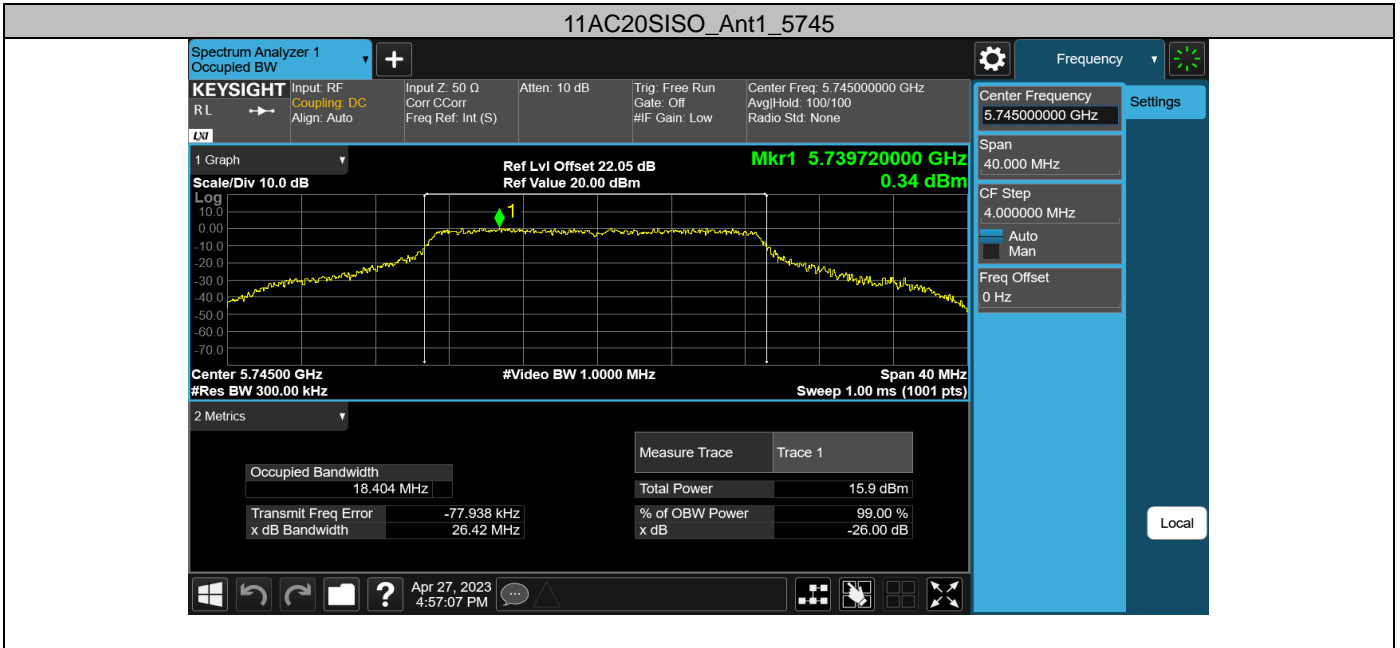 11AC20SISO_Ant1_5745
Spectrum Analyzer 1
Occupied BW
Frequency
KEYSIGHT
RL
LXI
Input: RF
Coupling: DC
Align: Auto
Input Z: 50 Ω
Corr CCorr
Freq Ref: Int (S)
Atten: 10 dB
Trig: Free Run
Gate: Off
#IF Gain: Low
Center Freq: 5.745000000 GHz
Avg|Hold: 100/100
Radio Std: None
Center Frequency
5.745000000 GHz
Settings
Span
40.000 MHz
CF Step
4.000000 MHz
Auto
Man
Freq Offset
0 Hz
1 Graph
Scale/Div 10.0 dB
Ref Lvl Offset 22.05 dB
Ref Value 20.00 dBm
Mkr1 5.739720000 GHz
0.34 dBm
Log
10.0
0.00
-10.0
-20.0
-30.0
-40.0
-50.0
-60.0
-70.0
1
Center 5.74500 GHz
#Video BW 1.0000 MHz
Span 40 MHz
#Res BW 300.00 kHz
Sweep 1.00 ms (1001 pts)
2 Metrics
Measure Trace Trace 1
Occupied Bandwidth
18.404 MHz
Total Power 15.9 dBm
Transmit Freq Error -77.938 kHz
% of OBW Power 99.00 %
x dB Bandwidth 26.42 MHz
x dB -26.00 dB
Local
?
Apr 27, 2023
4:57:07 PM